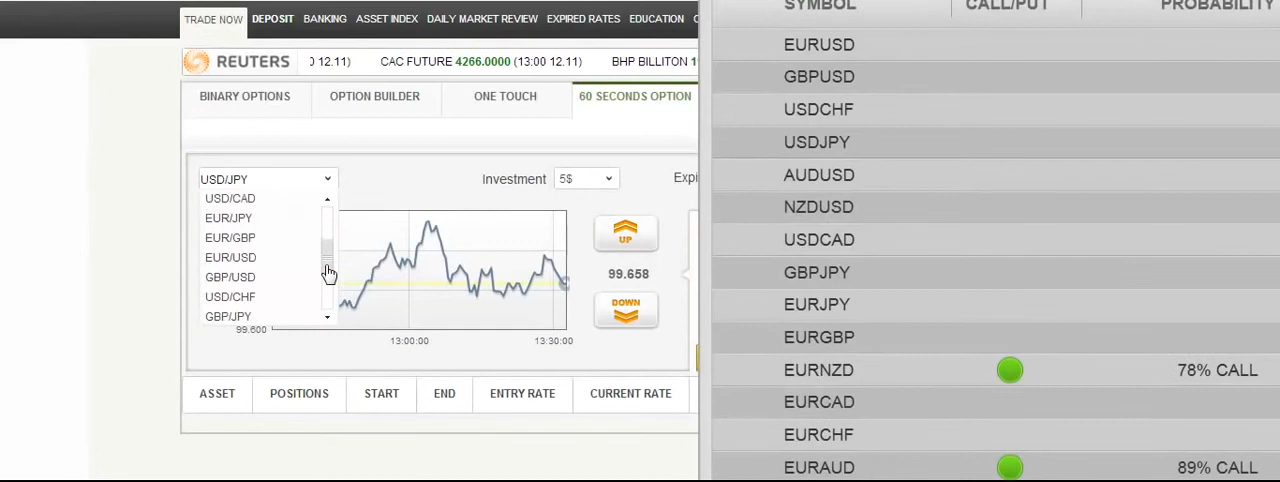 TRADE NOW DEPOSIT BANKING ASSET INDEX DAILY MARKET REVIEW EXPIRED RATES EDUCATION
REUTERS 0 12.11) CAC FUTURE 4266.0000 (13:00 12.11) BHP BILLITON
BINARY OPTIONS OPTION BUILDER ONE TOUCH 60 SECONDS OPTION
USD/JPY Investment 5$ Expi
USD/CAD
EUR/JPY
EUR/GBP
EUR/USD
GBP/USD
USD/CHF
GBP/JPY
UP
99.658
DOWN
99.600
13:00:00 13:30:00
ASSET POSITIONS START END ENTRY RATE CURRENT RATE
SYMBOL CALL/PUT PROBABILITY
EURUSD
GBPUSD
USDCHF
USDJPY
AUDUSD
NZDUSD
USDCAD
GBPJPY
EURJPY
EURGBP
EURNZD 78% CALL
EURCAD
EURCHF
EURAUD 89% CALL